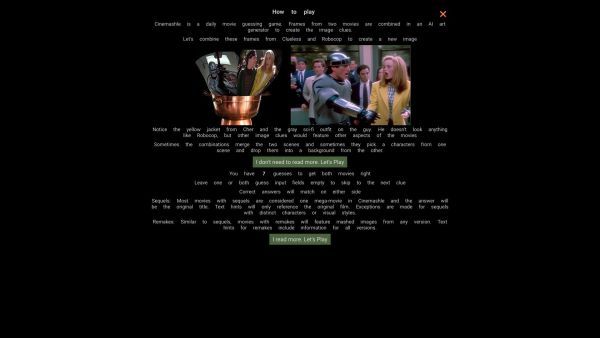 How to play
Cinemashle is a daily movie guessing game. Frames from two movies are combined in an AI art
generator to create the image clues.
Let's combine these frames from Clueless and Robocop to create a new image
Notice the yellow jacket from Cher and the gray sci-fi outfit on the guy. He doesn't look anything
like Robocop, but other image clues would feature other aspects of the movies
Sometimes the combinations merge the two scenes and sometimes they pick a characters from one
scene and drop them into a background from the other
I don't need to read more. Let's Play
You have 7 guesses to get both movies right
Leave one or both guess input fields empty to skip to the next clue
Correct answers will match on either side
Sequels: Most movies with sequels are considered one mega-movie in Cinemashle and the answer will
be the original title. Text hints will only reference the original film. Exceptions are made for sequels
with distinct characters or visual styles.
Remakes: Similar to sequels, movies with remakes will feature mashed images from any version. Text
hints for remakes include information for all versions.
I read more. Let's Play